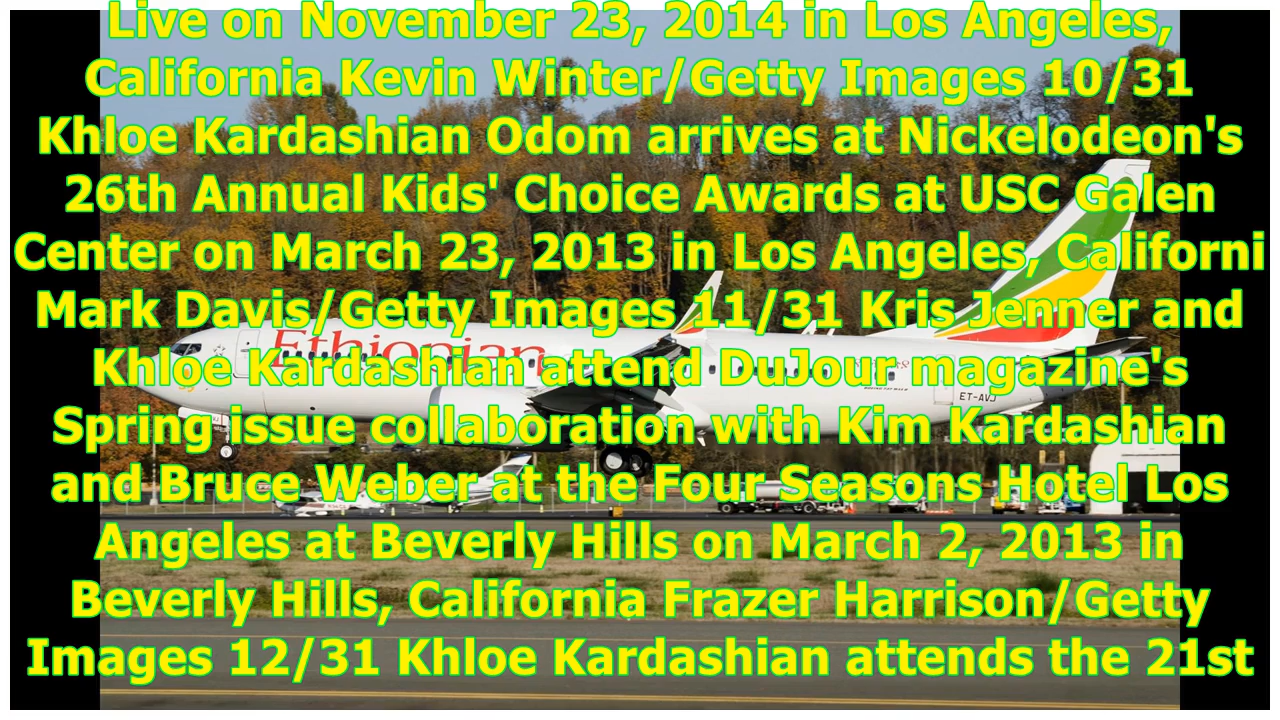 Live on November 23, 2014 in Los Angeles,
California Kevin Winter/Getty Images 10/31
Khloe Kardashian Odom arrives at Nickelodeon's
26th Annual Kids' Choice Awards at USC Galen
Center on March 23, 2013 in Los Angeles, Californi
Mark Davis/Getty Images 11/31 Kris Jenner and
Ethiopian
Khloe Kardashian attend DuJour magazine's
ET-AVJ
Spring issue collaboration with Kim Kardashian
and Bruce Weber at the Four Seasons Hotel Los
Angeles at Beverly Hills on March 2, 2013 in
Beverly Hills, California Frazer Harrison/Getty
Images 12/31 Khloe Kardashian attends the 21st